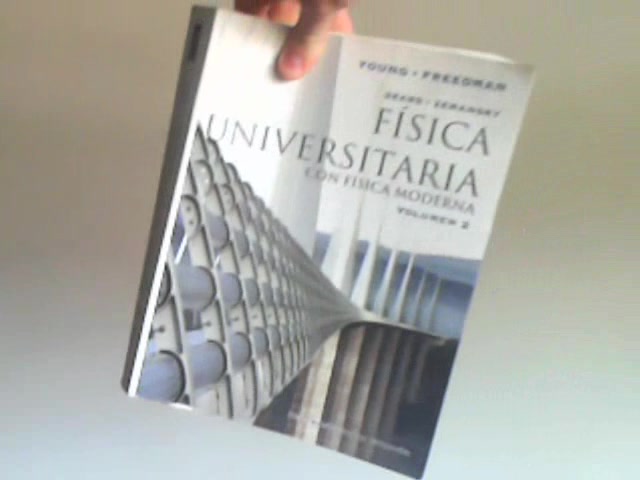 YOUNG • FREEDMAN
SEARS • ZEMANSKY
FÍSICA
UNIVERSITARIA
CON FÍSICA MODERNA
VOLUMEN 2